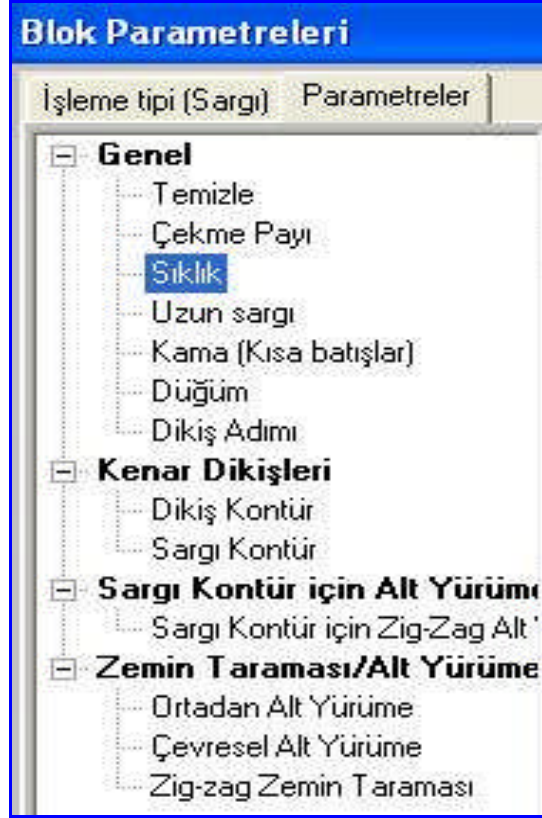 Blok Parametreleri
İşleme tipi (Sargı) Parametreler
Genel
Temizle
Çekme Payı
Sıklık
Uzun sargı
Kama (Kısa batışlar)
Düğüm
Dikiş Adımı
Kenar Dikişleri
Dikiş Kontür
Sargı Kontür
Sargı Kontür için Alt Yürüme
Sargı Kontür için Zig-Zag Alt
Zemin Taraması/Alt Yürüme
Ortadan Alt Yürüme
Çevresel Alt Yürüme
Zig-zag Zemin Taraması